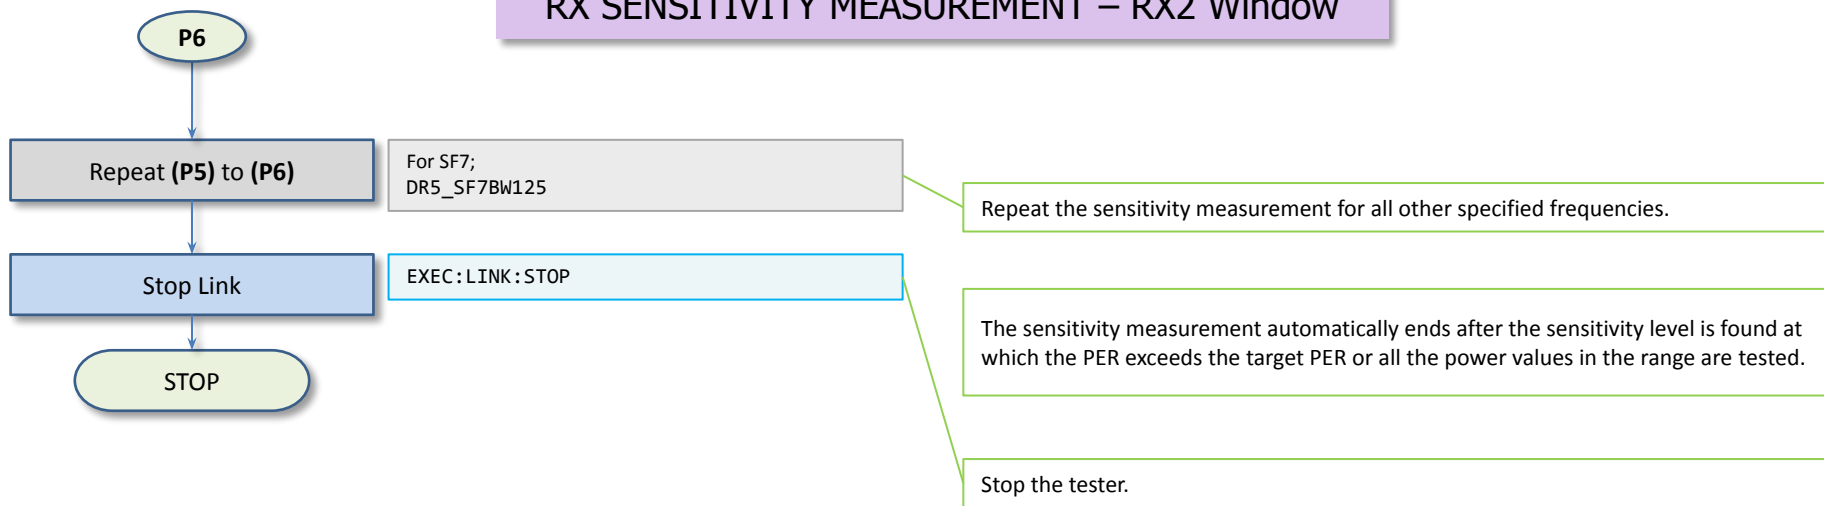 RX SENSITIVITY MEASUREMENT – RX2 Window
P6
Repeat (P5) to (P6)
For SF7;
DR5_SF7BW125
Repeat the sensitivity measurement for all other specified frequencies.
Stop Link
EXEC:LINK:STOP
The sensitivity measurement automatically ends after the sensitivity level is found at
which the PER exceeds the target PER or all the power values in the range are tested.
STOP
Stop the tester.